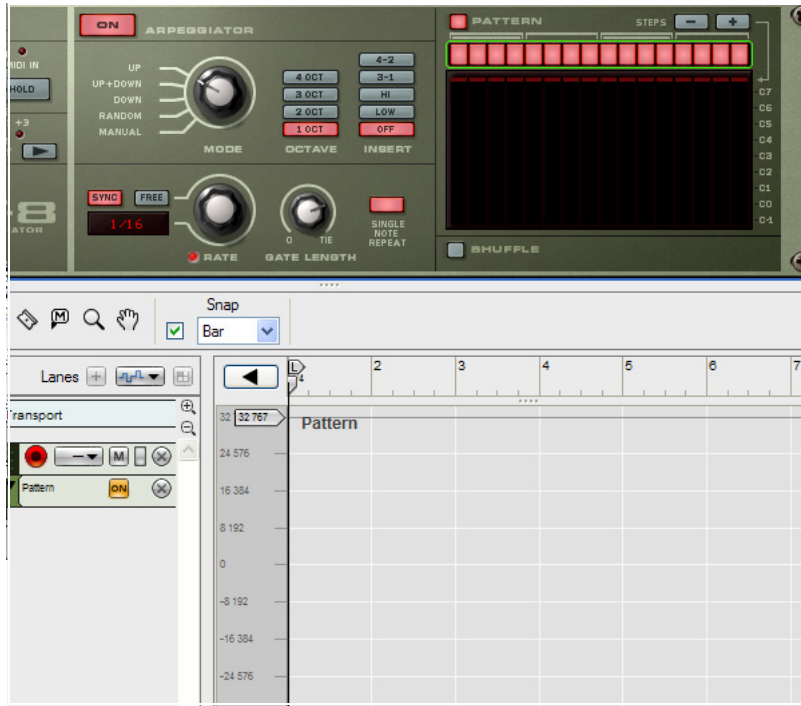 ON
ARPEGGIATOR
PATTERN
STEPS
MIDI IN
HOLD
+3
UP
UP+DOWN
DOWN
RANDOM
MANUAL
MODE
4 OCT
3 OCT
2 OCT
1 OCT
OCTAVE
4-2
3-1
HI
LOW
OFF
INSERT
C7
C6
C5
C4
C3
C2
C1
C0
C-1
SYNC
FREE
1/16
RATE
0
TIE
GATE LENGTH
SINGLE
NOTE
REPEAT
SHUFFLE
-8
ATOR
Snap
Bar
Lanes
M
L
2
3
4
5
6
7
4
Transport
M
Pattern
ON
32
32 767
Pattern
24 576
16 384
8 192
0
-8 192
-16 384
-24 576